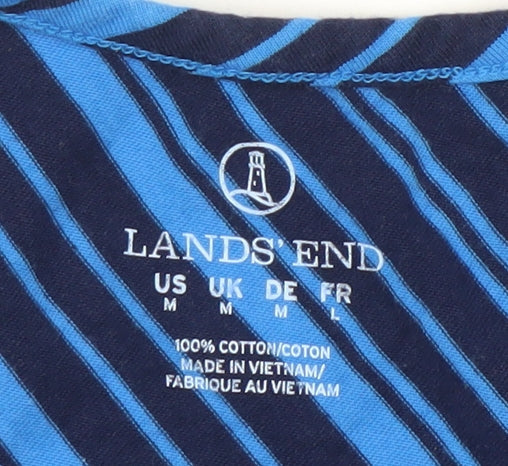 LANDS' END
US UK DE FR
M M M L
100% COTTON/COTON
MADE IN VIETNAM/
FABRIQUE AU VIETNAM